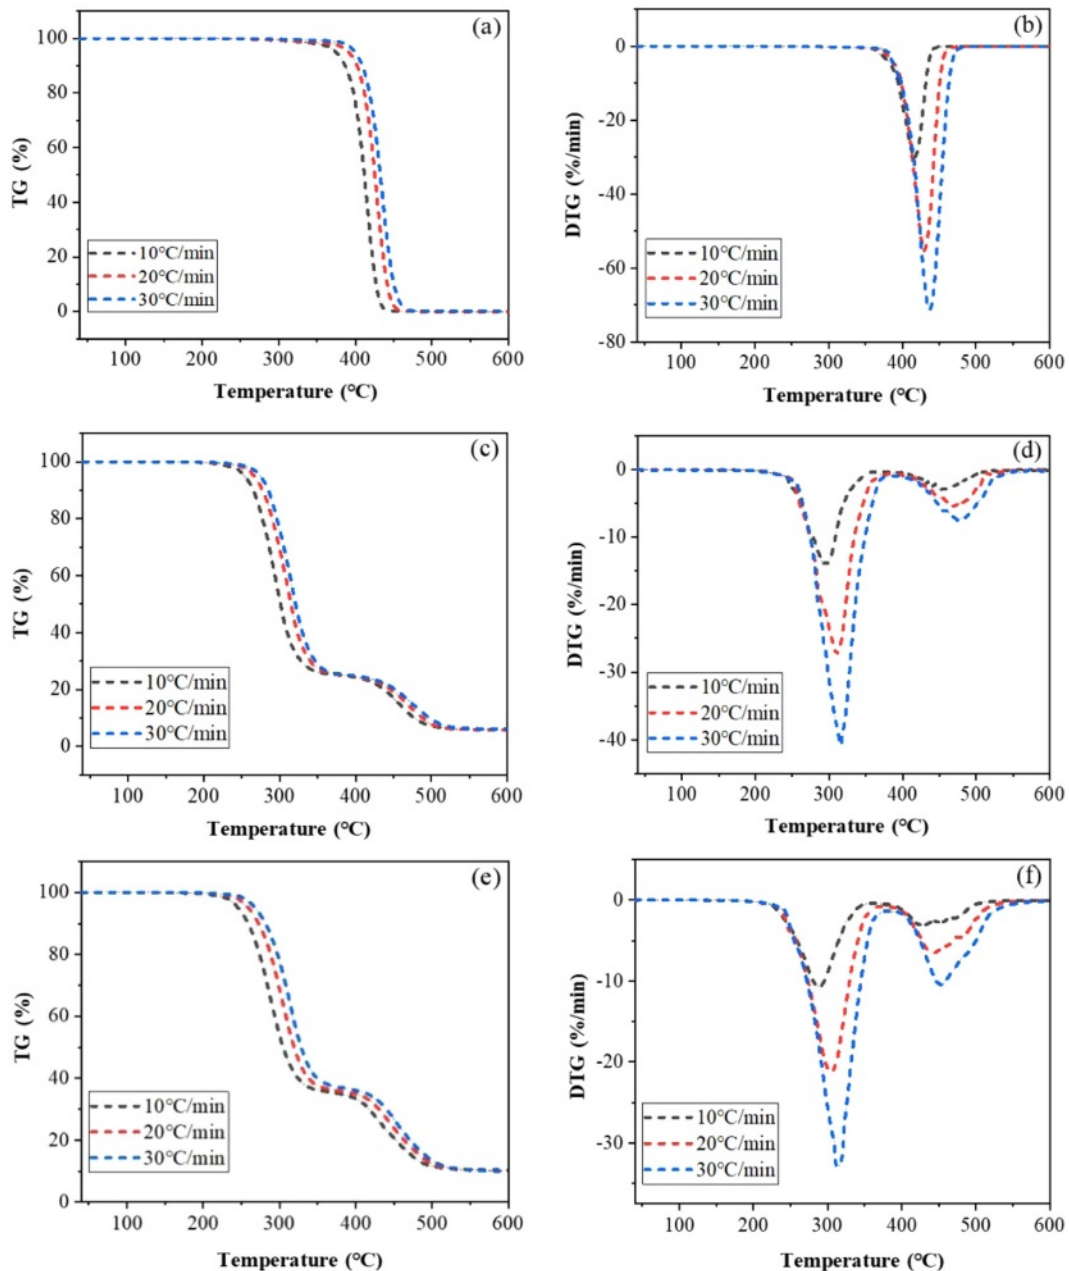 (a)
TG (%)
100
80
60
40
20
0
10℃/min
20℃/min
30℃/min
100 200 300 400 500 600
Temperature (℃)
(b)
DTG (%/min)
0
-20
-40
-60
-80
10℃/min
20℃/min
30℃/min
100 200 300 400 500 600
Temperature (℃)
(c)
TG (%)
100
80
60
40
20
0
10℃/min
20℃/min
30℃/min
100 200 300 400 500 600
Temperature (℃)
(d)
DTG (%/min)
0
-10
-20
-30
-40
10℃/min
20℃/min
30℃/min
100 200 300 400 500 600
Temperature (℃)
(e)
TG (%)
100
80
60
40
20
0
10℃/min
20℃/min
30℃/min
100 200 300 400 500 600
Temperature (℃)
(f)
DTG (%/min)
0
-10
-20
-30
10℃/min
20℃/min
30℃/min
100 200 300 400 500 600
Temperature (℃)